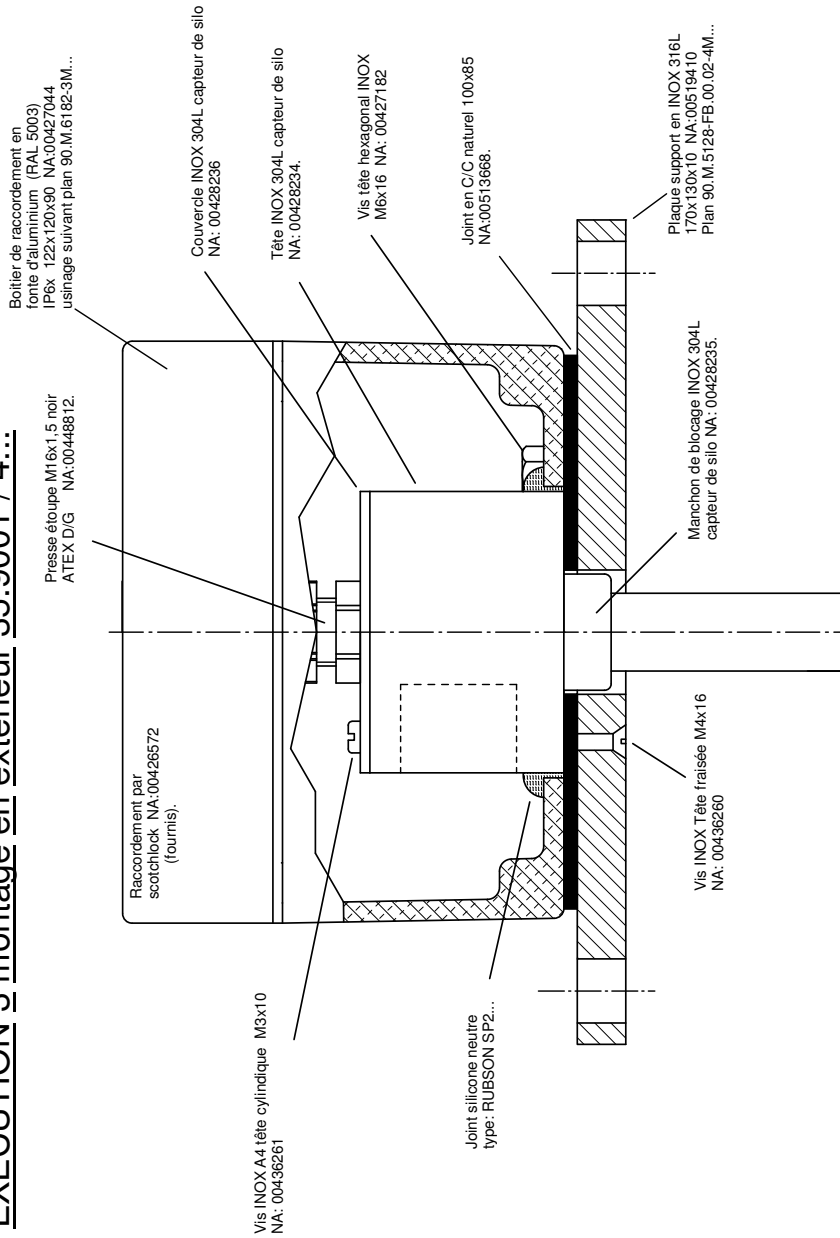 EXECUTION montage en extérieur
Boitier de raccordement en
fonte d'aluminium (RAL 5003)
IP6x 122x120x90 NA:00427044
usinage suivant plan 90.M.6182-3M...
Presse étoupe M16x1,5 noir
ATEX D/G NA:00448812.
Couvercle INOX 304L capteur de silo
NA: 00428236
Raccordement par
scotchlock NA:00426572
(fournis).
Tête INOX 304L capteur de silo
NA: 00428234.
Vis tête hexagonal INOX
M6x16 NA: 00427182
Vis INOX A4 tête cylindique M3x10
NA: 00436261
Joint en C/C naturel 100x85
NA:00513668.
Joint silicone neutre
type: RUBSON SP2...
Plaque support en INOX 316L
170x130x10 NA:00519410
Plan 90.M.5128-FB.00.02-4M...
Manchon de blocage INOX 304L
capteur de silo NA: 00428235.
Vis INOX Tête fraisée M4x16
NA: 00436260